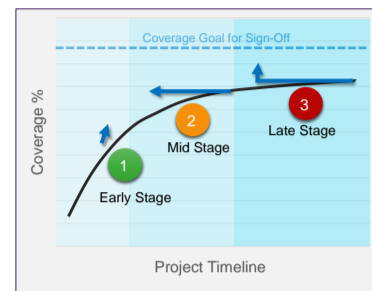 Coverage Goal for Sign-Off
Coverage %
3
2
Late Stage
Mid Stage
1
Early Stage
Project Timeline